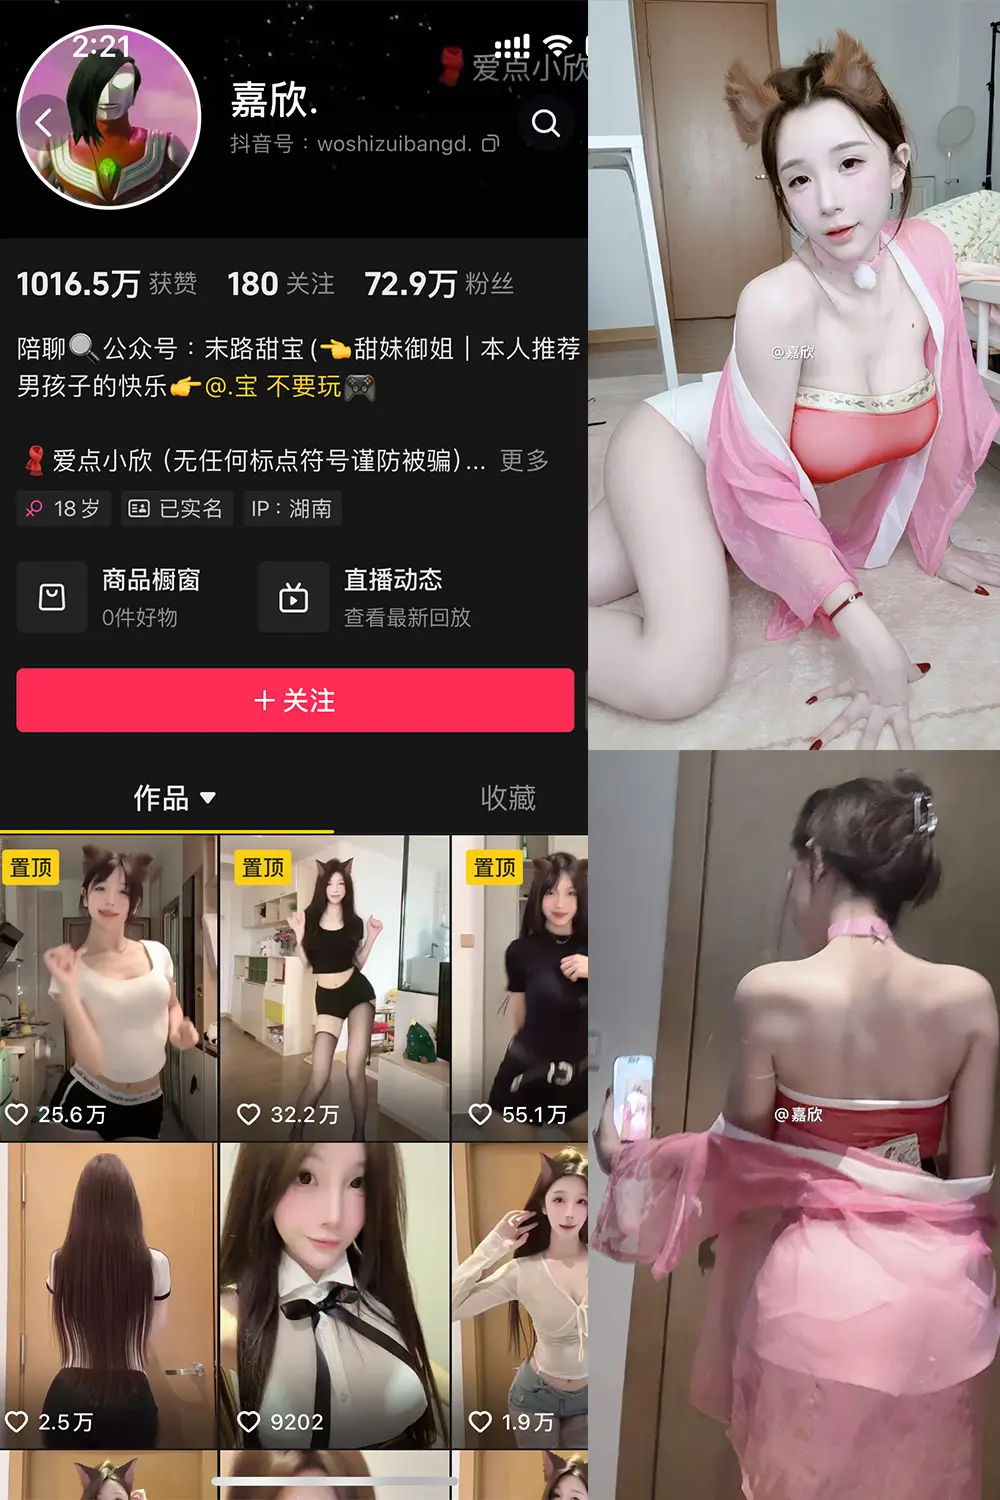 2:21
爱点小欣
嘉欣.
抖音号：woshizuibangd.
1016.5万 获赞 180 关注 72.9万 粉丝
陪聊🔍公众号：末路甜宝(👈甜妹御姐｜本人推荐
男孩子的快乐👉@.宝 不要玩🎮
🧣爱点小欣（无任何标点符号谨防被骗）... 更多
18岁 已实名 IP：湖南
商品橱窗 直播动态
0件好物 查看最新回放
＋关注
作品 收藏
置顶 置顶 置顶
25.6万 32.2万 55.1万
2.5万 9202 1.9万
@嘉欣
@嘉欣